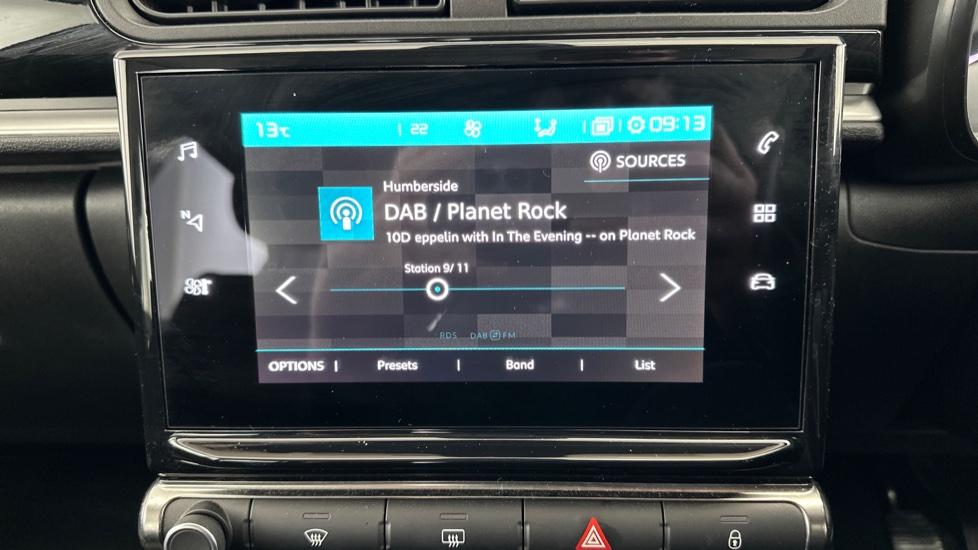 13℃ | 22 | 09:13
SOURCES
Humberside
DAB / Planet Rock
10D eppelin with In The Evening -- on Planet Rock
Station 9/11
RDS DAB FM
OPTIONS | Presets | Band | List
N